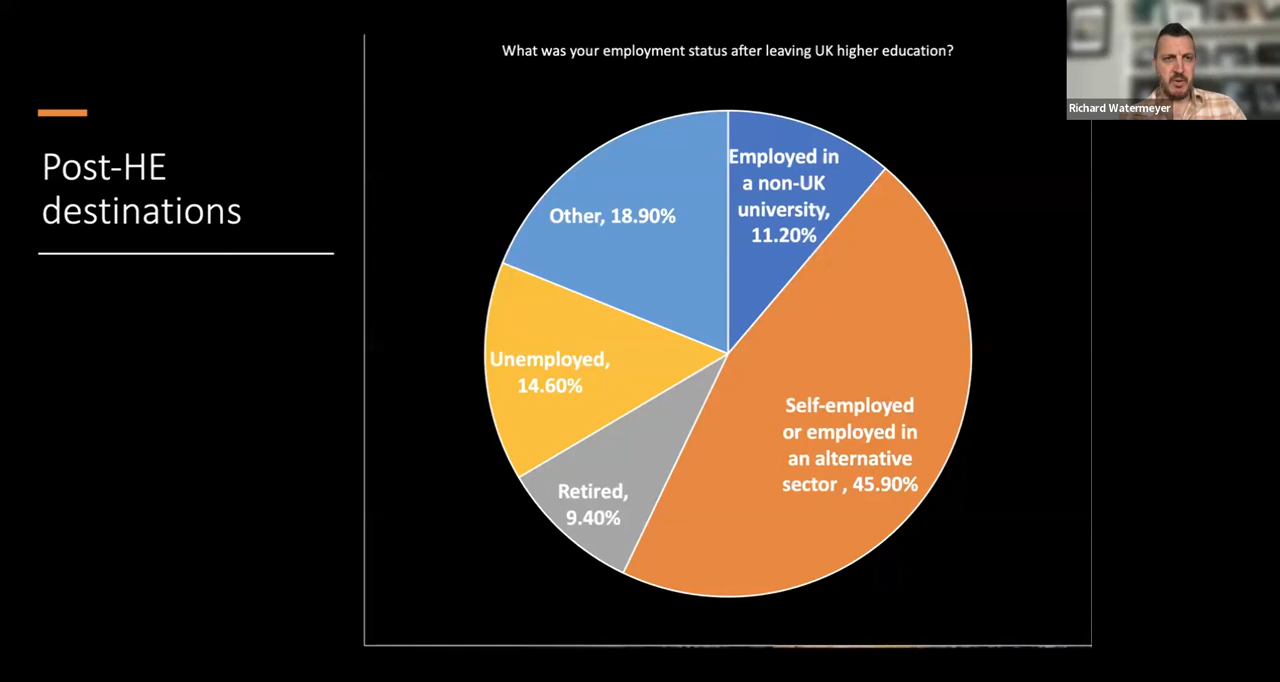 Post-HE
destinations
What was your employment status after leaving UK higher education?
Employed in
a non-UK
university,
11.20%
Self-employed
or employed in
an alternative
sector , 45.90%
Retired,
9.40%
Unemployed,
14.60%
Other, 18.90%
Richard Watermeyer